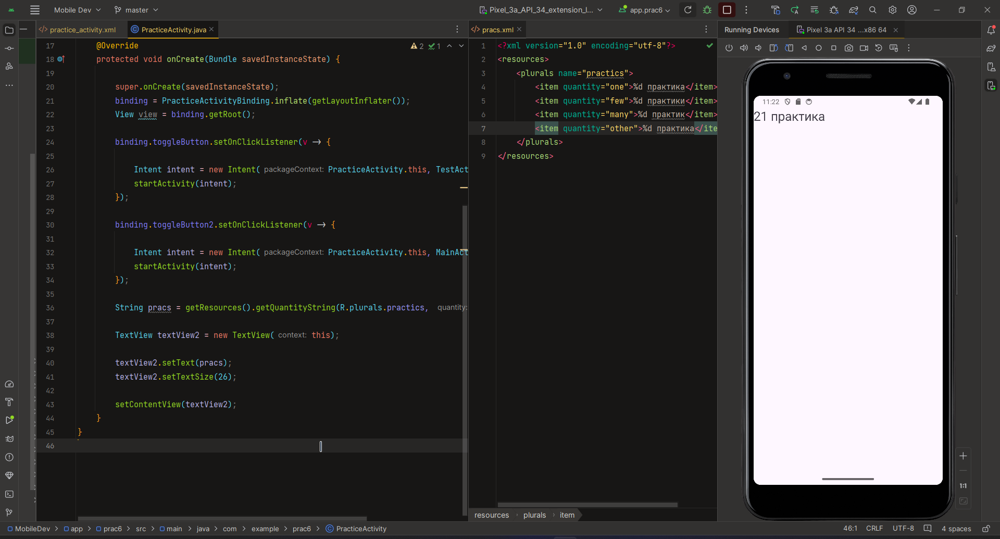 Mobile Dev
master
Pixel_3a_API_34_extension_l...
app.prac6
practice_activity.xml
PracticeActivity.java
2 1
17 @Override
18 protected void onCreate(Bundle savedInstanceState) {
19
20 super.onCreate(savedInstanceState);
21 binding = PracticeActivityBinding.inflate(getLayoutInflater());
22 View view = binding.getRoot();
23
24 binding.toggleButton.setOnClickListener(v -> {
25
26 Intent intent = new Intent( packageContext: PracticeActivity.this, TestAct
27 startActivity(intent);
28 });
29
30 binding.toggleButton2.setOnClickListener(v -> {
31
32 Intent intent = new Intent( packageContext: PracticeActivity.this, MainAct
33 startActivity(intent);
34 });
35
36 String pracs = getResources().getQuantityString(R.plurals.practics, quantity:
37
38 TextView textView2 = new TextView( context: this);
39
40 textView2.setText(pracs);
41 textView2.setTextSize(26);
42
43 setContentView(textView2);
44 }
45 }
46
pracs.xml
1 <?xml version="1.0" encoding="utf-8"?>
2 <resources>
3 <plurals name="practics">
4 <item quantity="one">%d практика</item>
5 <item quantity="few">%d практики</item>
6 <item quantity="many">%d практик</item>
7 <item quantity="other">%d практика</ite
8 </plurals>
9 </resources>
resources › plurals › item
Running Devices
Pixel 3a API 34 ...x86 64
11:22
21 практика
1:1
MobileDev > app > prac6 > src > main > java > com > example > prac6 > PracticeActivity
46:1 CRLF UTF-8 4 spaces